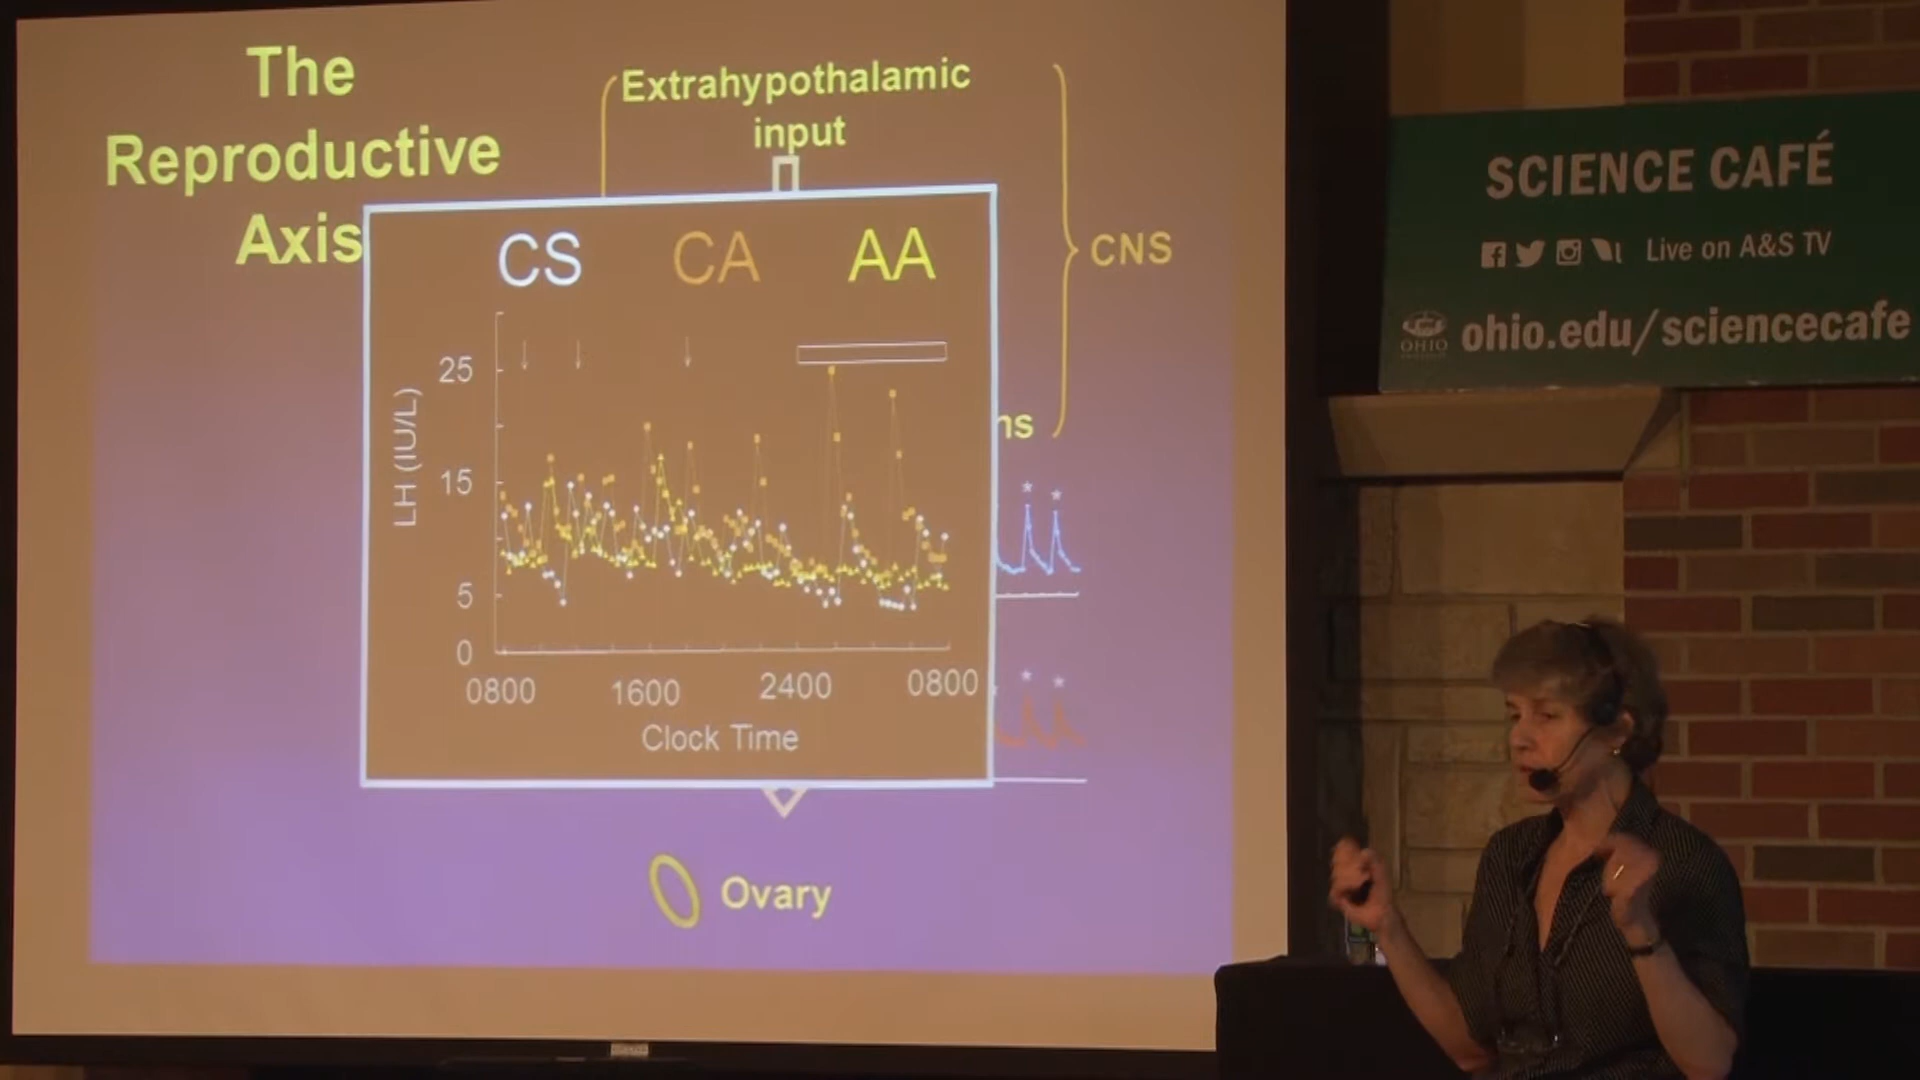 The
Reproductive
Axis
Extrahypothalamic
input
CNS
ns
CS CA AA
25
15
5
0
LH (IU/L)
0800 1600 2400 0800
Clock Time
Ovary
SCIENCE CAFÉ
Live on A&S TV
OHIO
ohio.edu/sciencecafe